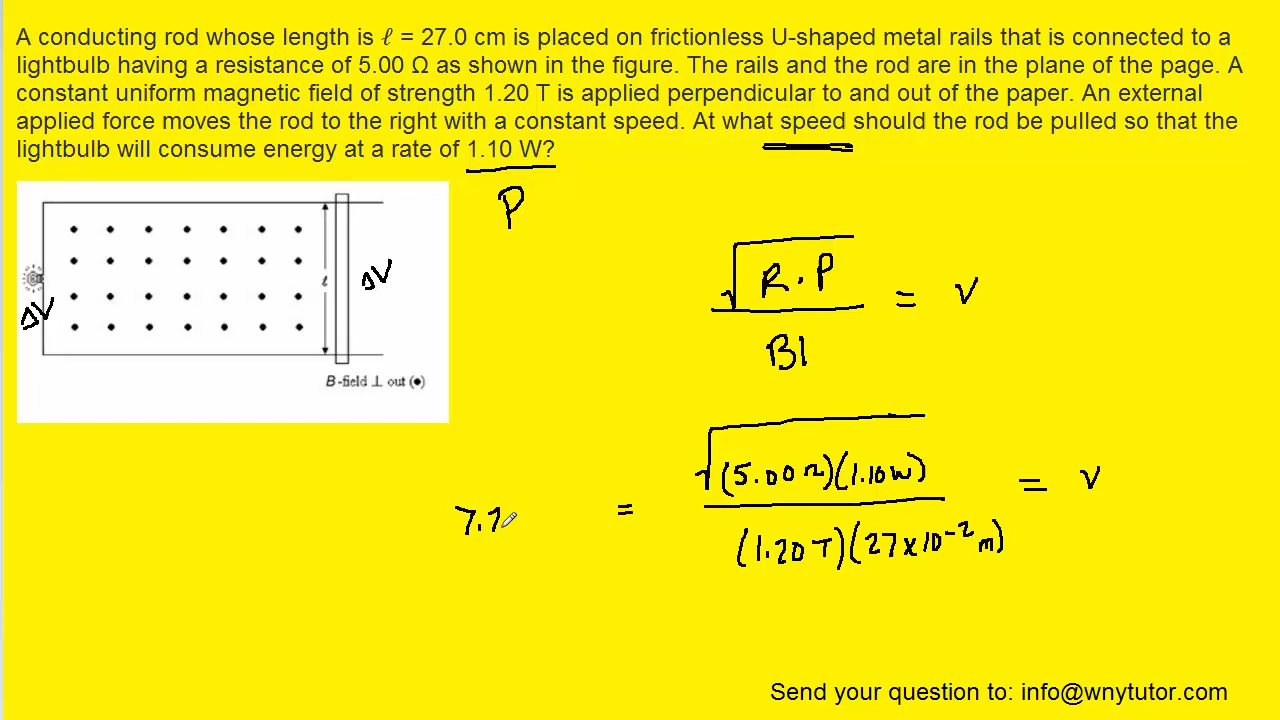 A conducting rod whose length is ℓ = 27.0 cm is placed on frictionless U-shaped metal rails that is connected to a
lightbulb having a resistance of 5.00 Ω as shown in the figure. The rails and the rod are in the plane of the page. A
constant uniform magnetic field of strength 1.20 T is applied perpendicular to and out of the paper. An external
applied force moves the rod to the right with a constant speed. At what speed should the rod be pulled so that the
lightbulb will consume energy at a rate of 1.10 W?
P
ΔV
ℓ
ΔV
B-field ⊥ out (•)
√R.P = v
Bl
7.2 = √(5.00Ω)(1.10W) = v
(1.20T)(27x10⁻²m)
Send your question to: info@wnytutor.com